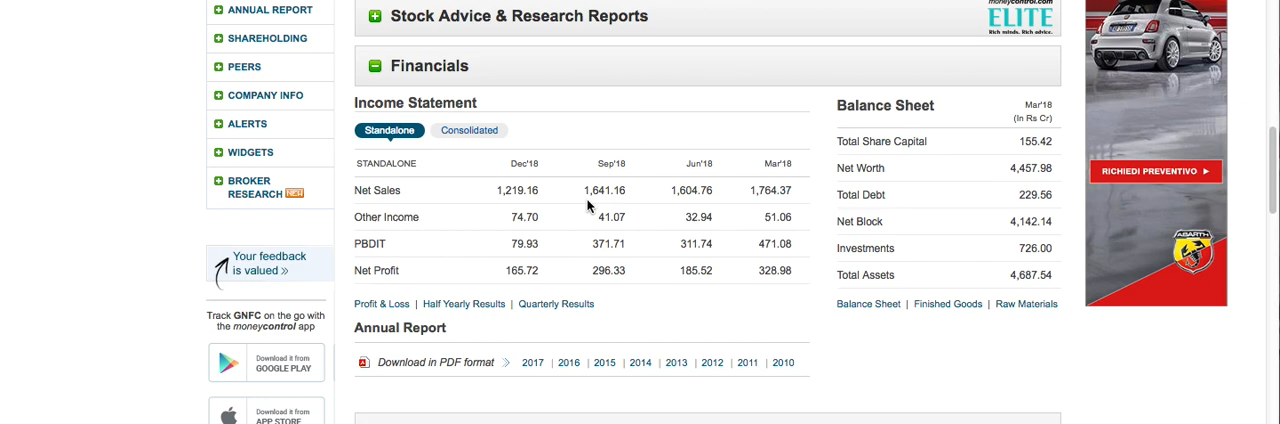 ANNUAL REPORT
SHAREHOLDING
PEERS
COMPANY INFO
ALERTS
WIDGETS
BROKER
RESEARCH
Your feedback
is valued »
Track GNFC on the go with
the moneycontrol app
Download it from
GOOGLE PLAY
Download it from
APP STORE
Stock Advice & Research Reports
moneycontrol.com
ELITE
Rich minds. Rich advice.
Financials
Income Statement
Standalone Consolidated
STANDALONE Dec'18 Sep'18 Jun'18 Mar'18
Net Sales 1,219.16 1,641.16 1,604.76 1,764.37
Other Income 74.70 41.07 32.94 51.06
PBDIT 79.93 371.71 311.74 471.08
Net Profit 165.72 296.33 185.52 328.98
Profit & Loss | Half Yearly Results | Quarterly Results
Annual Report
Download in PDF format 2017 | 2016 | 2015 | 2014 | 2013 | 2012 | 2011 | 2010
Balance Sheet Mar'18
(In Rs Cr)
Total Share Capital 155.42
Net Worth 4,457.98
Total Debt 229.56
Net Block 4,142.14
Investments 726.00
Total Assets 4,687.54
Balance Sheet | Finished Goods | Raw Materials
RICHIEDI PREVENTIVO
ABARTH